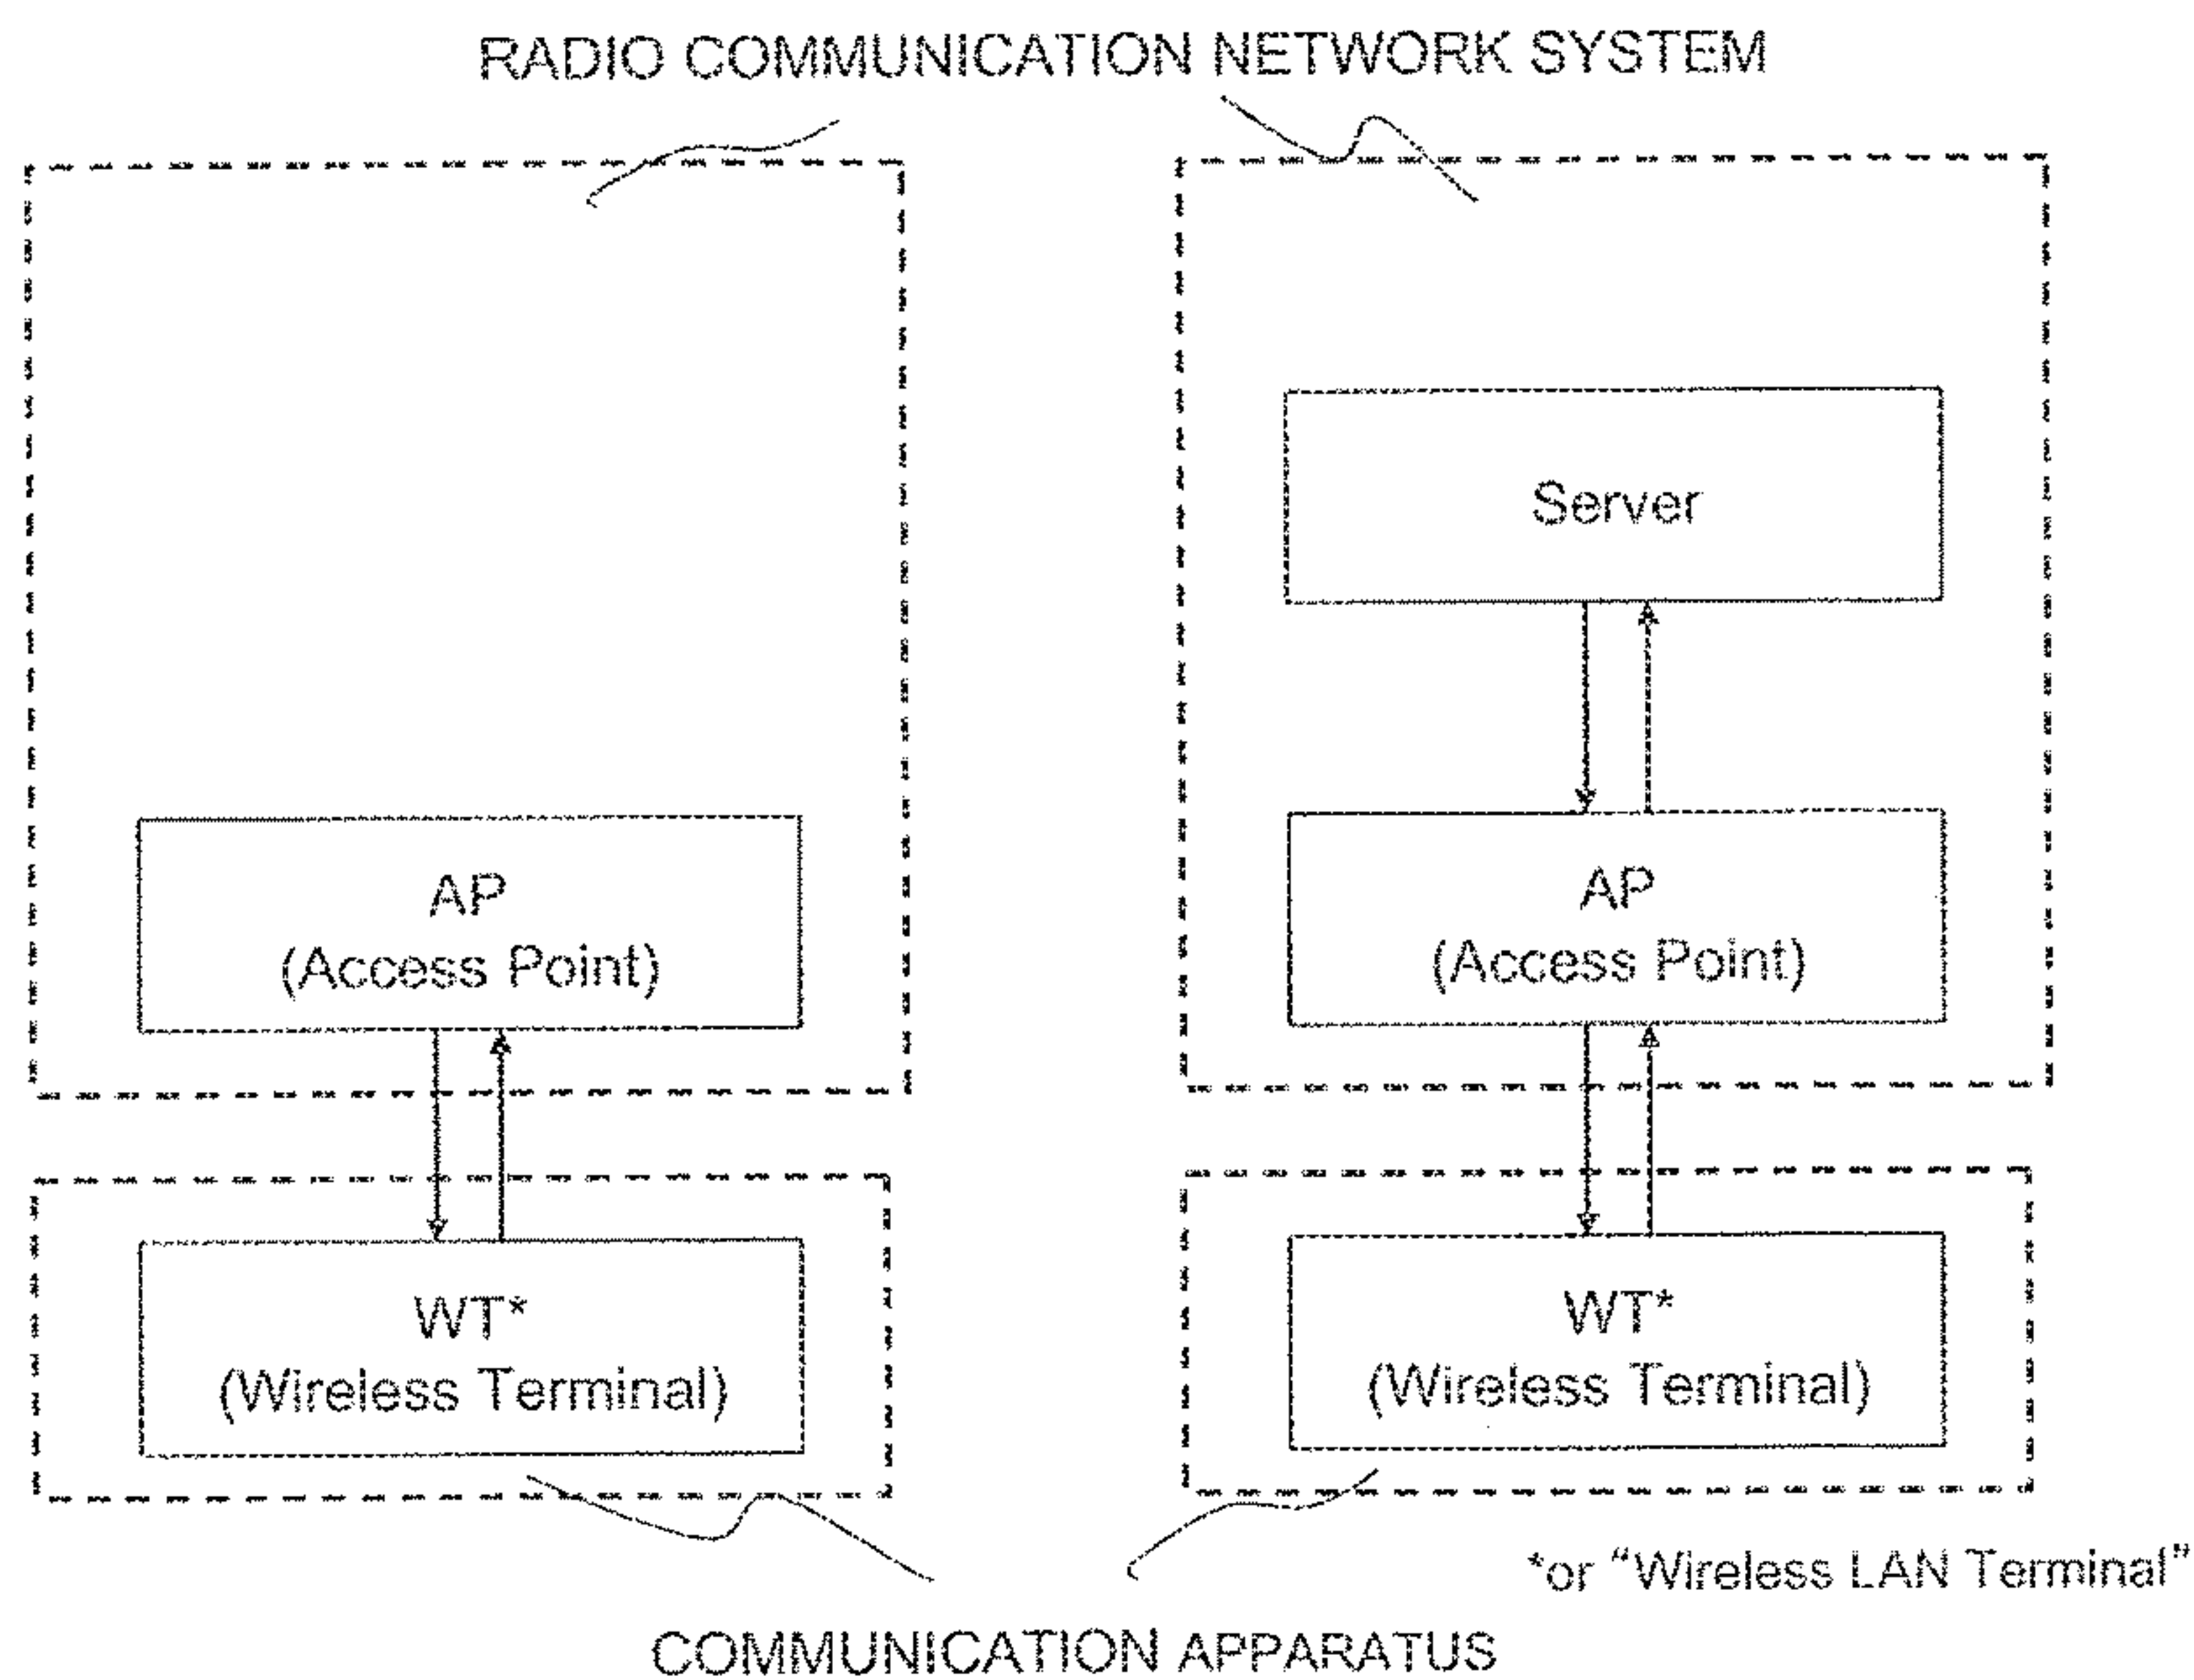 RADIO COMMUNICATION NETWORK SYSTEM
Server
AP
(Access Point)
AP
(Access Point)
WT*
(Wireless Terminal)
WT*
(Wireless Terminal)
*or "Wireless LAN Terminal"
COMMUNICATION APPARATUS